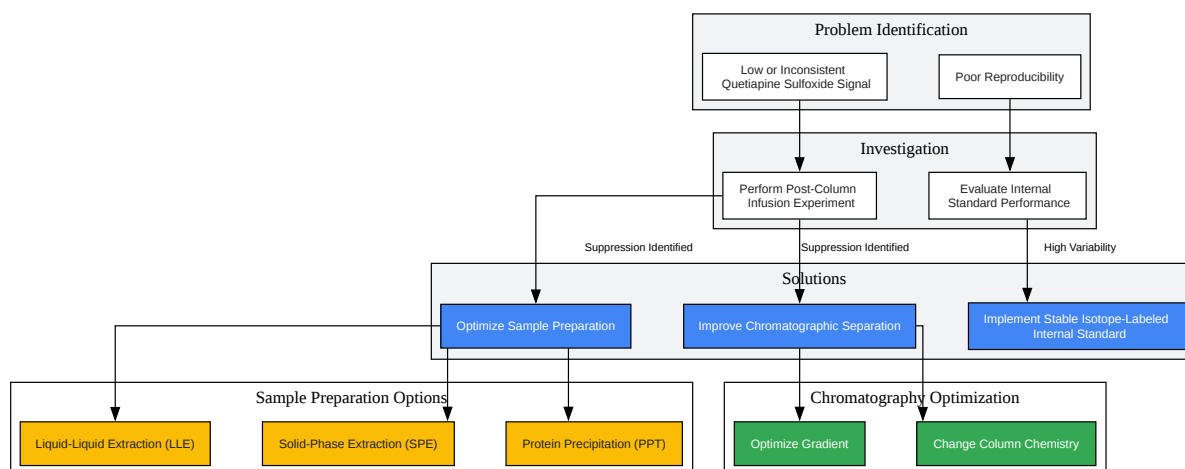 Problem Identification
Low or Inconsistent
Quetiapine Sulfoxide Signal
Poor Reproducibility
Investigation
Perform Post-Column
Infusion Experiment
Evaluate Internal
Standard Performance
Suppression Identified
Suppression Identified
High Variability
Solutions
Optimize Sample Preparation
Improve Chromatographic Separation
Implement Stable Isotope-Labeled
Internal Standard
Sample Preparation Options
Chromatography Optimization
Liquid-Liquid Extraction (LLE)
Solid-Phase Extraction (SPE)
Protein Precipitation (PPT)
Optimize Gradient
Change Column Chemistry